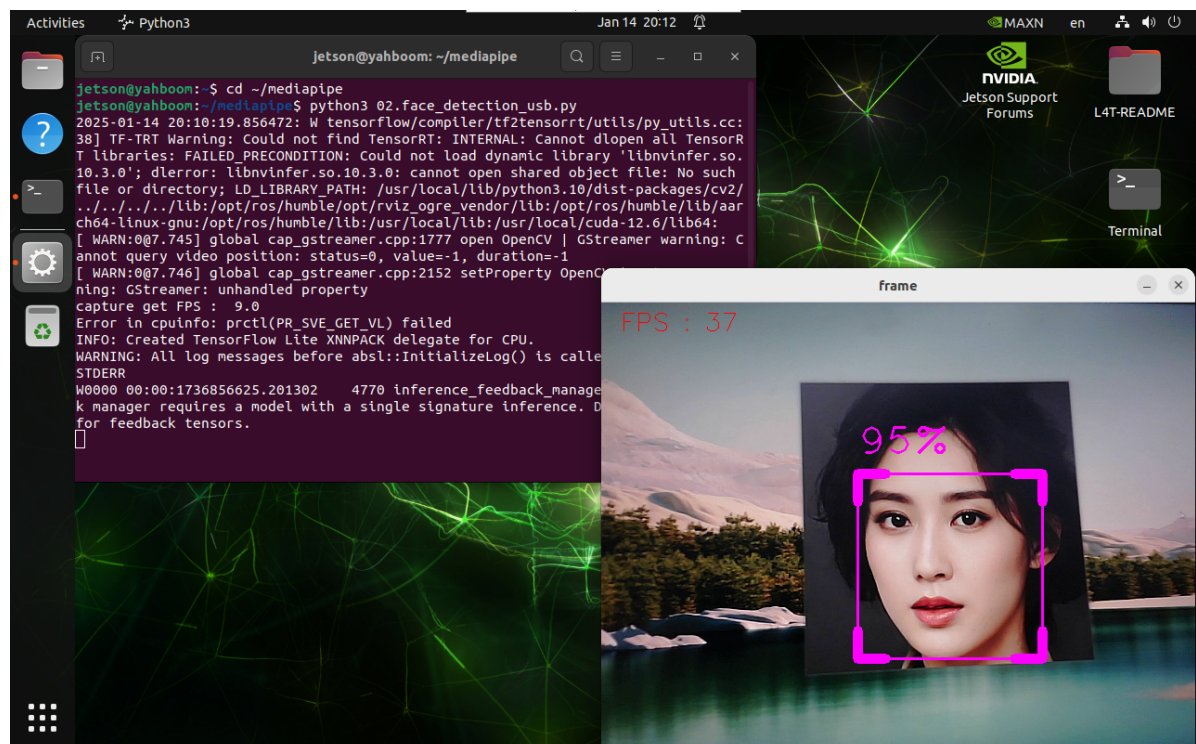 Activities
Python3
Jan 14 20:12
MAXN
en
jetson@yahboom: ~/mediapipe
jetson@yahboom:~$ cd ~/mediapipe
jetson@yahboom:~/mediapipe$ python3 02.face_detection_usb.py
2025-01-14 20:10:19.856472: W tensorflow/compiler/tf2tensorrt/utils/py_utils.cc:
38] TF-TRT Warning: Could not find TensorRT: INTERNAL: Cannot dlopen all TensorR
T libraries: FAILED_PRECONDITION: Could not load dynamic library 'libnvinfer.so.
10.3.0'; dlerror: libnvinfer.so.10.3.0: cannot open shared object file: No such
file or directory; LD_LIBRARY_PATH: /usr/local/lib/python3.10/dist-packages/cv2/
../../../../lib:/opt/ros/humble/opt/rviz_ogre_vendor/lib:/opt/ros/humble/lib/aar
ch64-linux-gnu:/opt/ros/humble/lib:/usr/local/lib:/usr/local/cuda-12.6/lib64:
[ WARN:0@7.745] global cap_gstreamer.cpp:1777 open OpenCV | GStreamer warning: C
annot query video position: status=0, value=-1, duration=-1
[ WARN:0@7.746] global cap_gstreamer.cpp:2152 setProperty
ning: GStreamer: unhandled property
capture get FPS :  9.0
Error in cpuinfo: prctl(PR_SVE_GET_VL) failed
INFO: Created TensorFlow Lite XNNPACK delegate for CPU.
WARNING: All log messages before absl::InitializeLog() is calle
STDERR
W0000 00:00:1736856625.201302    4770 inference_feedback_manage
k manager requires a model with a single signature inference. D
for feedback tensors.
NVIDIA
Jetson Support
Forums
L4T-README
Terminal
frame
FPS : 37
95%